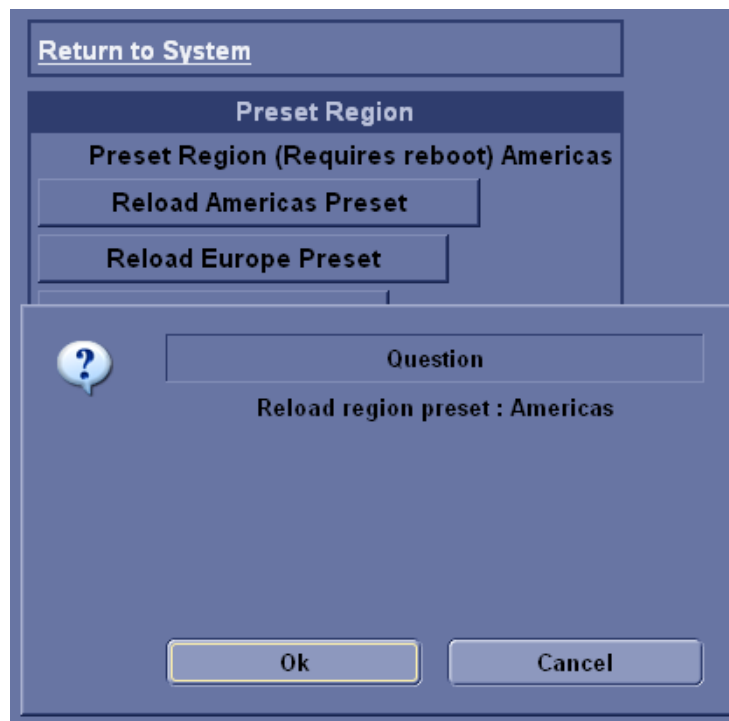 Return to System
Preset Region
Preset Region (Requires reboot) Americas
Reload Americas Preset
Reload Europe Preset
Question
Reload region preset : Americas
Ok
Cancel